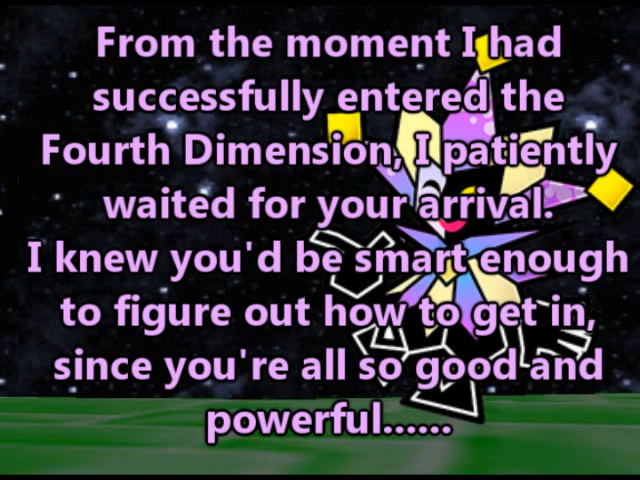 From the moment I had
successfully entered the
Fourth Dimension, I patiently
waited for your arrival.
I knew you'd be smart enough
to figure out how to get in,
since you're all so good and
powerful......